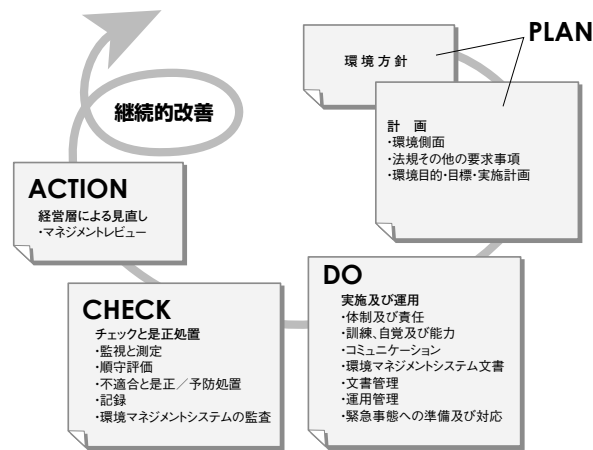 PLAN
環境方針
計　画
・環境側面
・法規その他の要求事項
・環境目的・目標・実施計画
DO
実施及び運用
・体制及び責任
・訓練、自覚及び能力
・コミュニケーション
・環境マネジメントシステム文書
・文書管理
・運用管理
・緊急事態への準備及び対応
CHECK
チェックと是正処置
・監視と測定
・順守評価
・不適合と是正／予防処置
・記録
・環境マネジメントシステムの監査
ACTION
経営層による見直し
・マネジメントレビュー
継続的改善